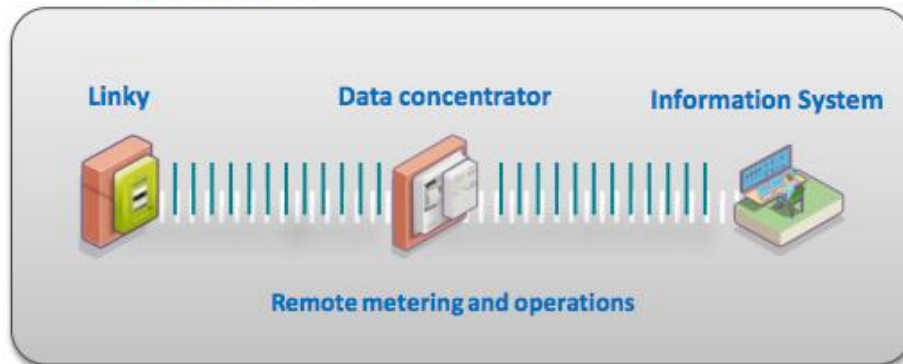 Linky
Data concentrator
Information System
Remote metering and operations